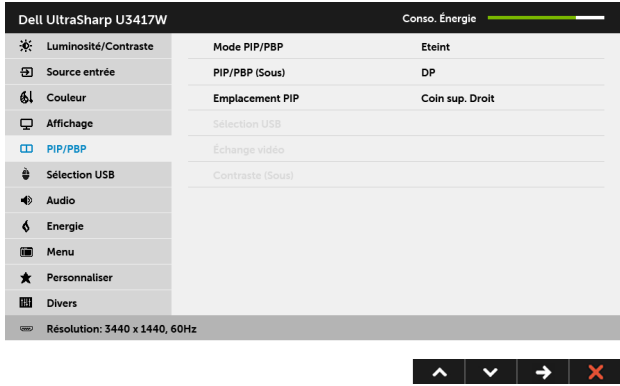 Dell UltraSharp U3417W Conso. Énergie
Luminosité/Contraste Mode PIP/PBP Eteint
Source entrée PIP/PBP (Sous) DP
Couleur Emplacement PIP Coin sup. Droit
Affichage Sélection USB
PIP/PBP Échange vidéo
Sélection USB Contraste (Sous)
Audio
Energie
Menu
Personnaliser
Divers
Résolution: 3440 x 1440, 60Hz